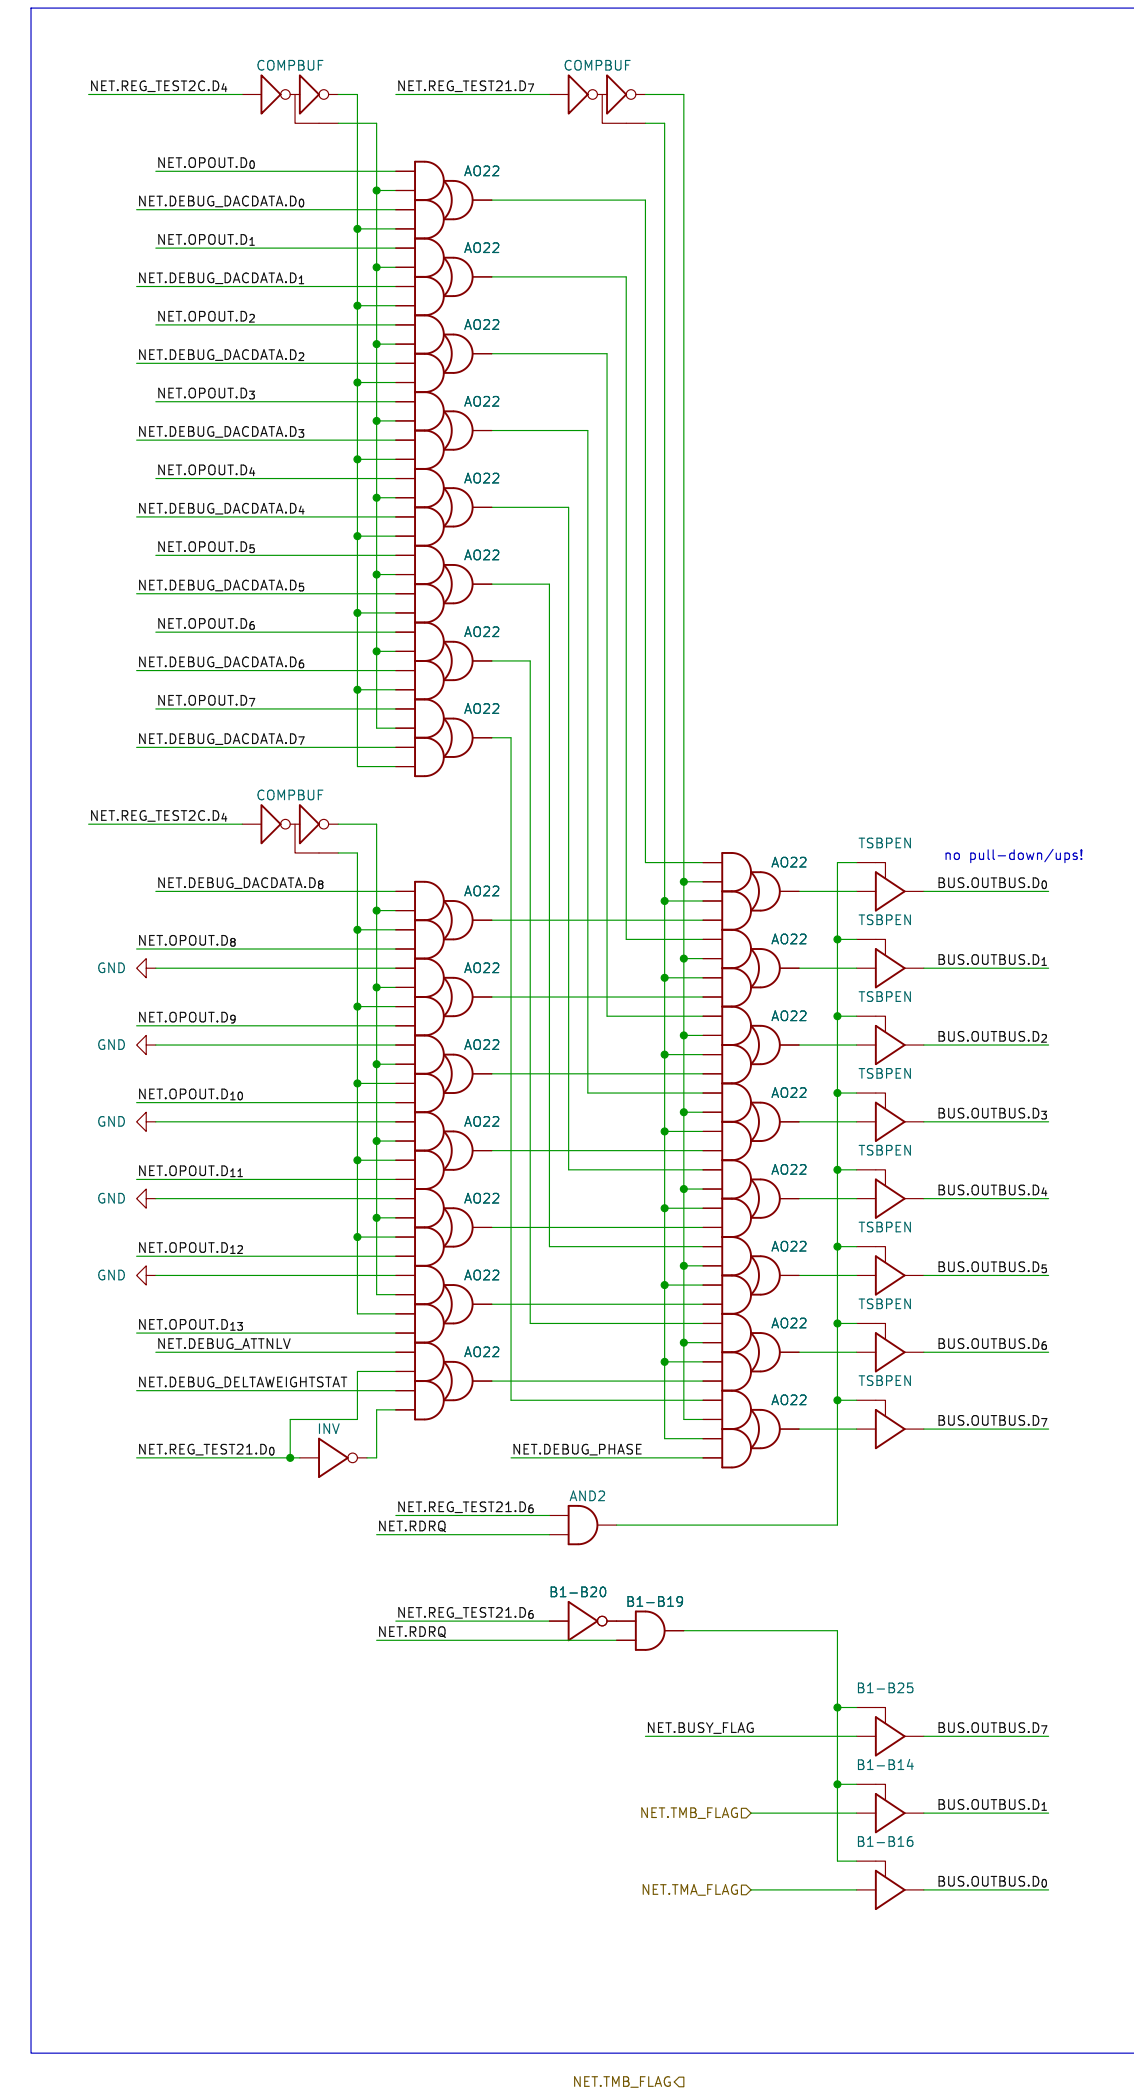 COMPBUF COMPBUF
NET.REG_TEST2C.D4 NET.REG_TEST21.D7
NET.OPOUT.D0 AO22
NET.DEBUG_DACDATA.D0
NET.OPOUT.D1 AO22
NET.DEBUG_DACDATA.D1
NET.OPOUT.D2 AO22
NET.DEBUG_DACDATA.D2
NET.OPOUT.D3 AO22
NET.DEBUG_DACDATA.D3
NET.OPOUT.D4 AO22
NET.DEBUG_DACDATA.D4
NET.OPOUT.D5 AO22
NET.DEBUG_DACDATA.D5
NET.OPOUT.D6 AO22
NET.DEBUG_DACDATA.D6
NET.OPOUT.D7 AO22
NET.DEBUG_DACDATA.D7
COMPBUF
NET.REG_TEST2C.D4
TSBPEN
AO22 no pull-down/ups!
NET.DEBUG_DACDATA.D8 AO22 BUS.OUTBUS.D0
TSBPEN
NET.OPOUT.D8 AO22
GND AO22 BUS.OUTBUS.D1
TSBPEN
NET.OPOUT.D9 AO22
GND AO22 BUS.OUTBUS.D2
TSBPEN
NET.OPOUT.D10 AO22
GND AO22 BUS.OUTBUS.D3
TSBPEN
NET.OPOUT.D11 AO22
GND AO22 BUS.OUTBUS.D4
TSBPEN
NET.OPOUT.D12 AO22
GND AO22 BUS.OUTBUS.D5
TSBPEN
NET.OPOUT.D13 AO22
NET.DEBUG_ATTNLV AO22 BUS.OUTBUS.D6
TSBPEN
NET.DEBUG_DELTAWEIGHTSTAT AO22
INV BUS.OUTBUS.D7
NET.REG_TEST21.D0 NET.DEBUG_PHASE
AND2
NET.REG_TEST21.D6
NET.RDRQ
B1-B20 B1-B19
NET.REG_TEST21.D6
NET.RDRQ
B1-B25
NET.BUSY_FLAG BUS.OUTBUS.D7
B1-B14
NET.TMB_FLAG BUS.OUTBUS.D1
B1-B16
NET.TMA_FLAG BUS.OUTBUS.D0
NET.TMB_FLAG